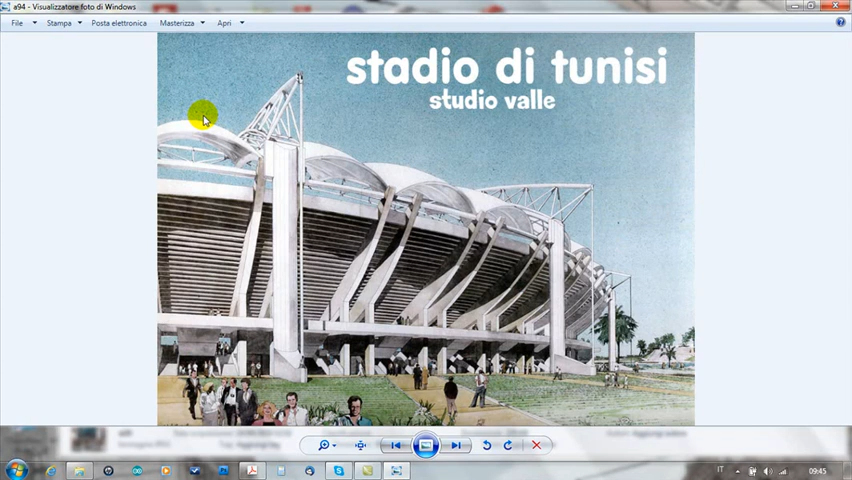 a94 - Visualizzatore foto di Windows
File Stampa Posta elettronica Masterizza Apri
stadio di tunisi
studio valle
IT 09:45